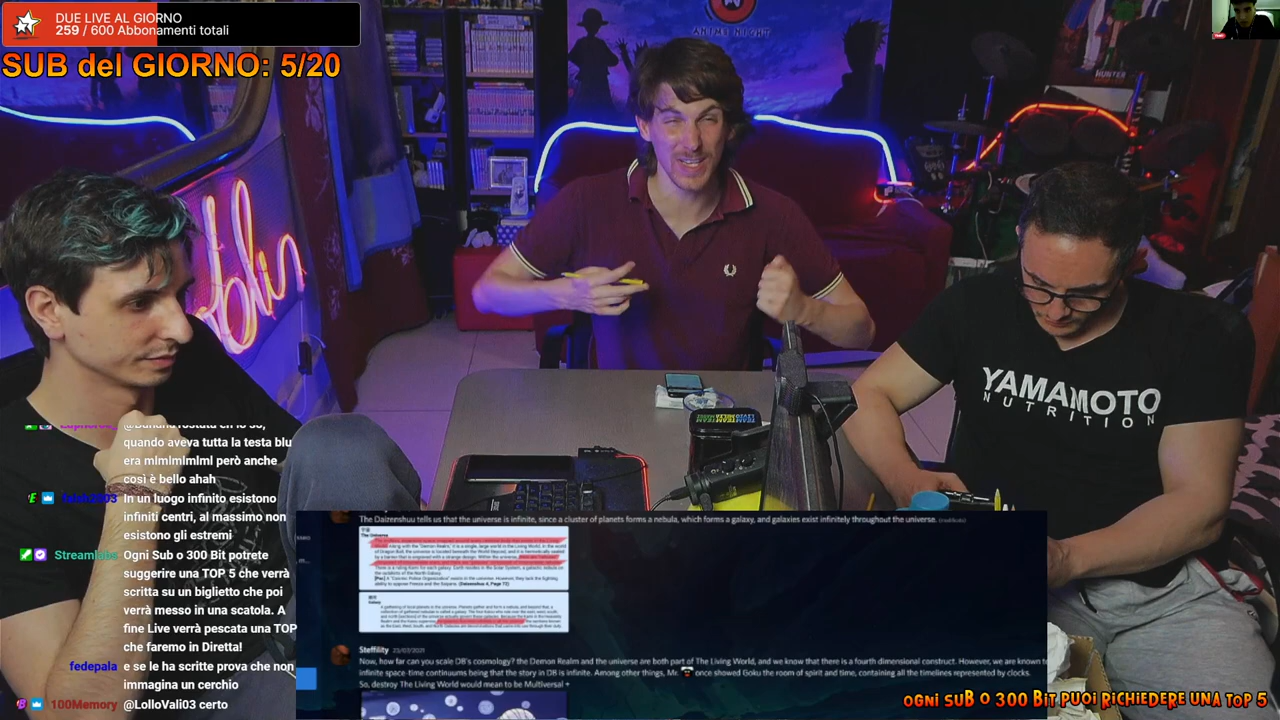 DUE LIVE AL GIORNO
259 / 600 Abbonamenti totali
SUB del GIORNO: 5/20
ANIME NIGHT
HUNTER
YAMAMOTO
NUTRITION
quando aveva tutta la testa blu
era mimimimimi però anche
così è bello ahah
In un luogo infinito esistono
infiniti centri, al massimo non
esistono gli estremi
Streamlabs Ogni Sub o 300 Bit potrete
suggerire una TOP 5 che verrà
scritta su un biglietto che poi
verrà messo in una scatola. A
fine Live verrà pescata una TOP
che faremo in Diretta!
fedepala e se le ha scritte prova che non
immagina un cerchio
100Memory @LolloVali03 certo
The Daizenshuu tells us that the universe is infinite, since a cluster of planets forms a nebula, which forms a galaxy, and galaxies exist infinitely throughout the universe.
The Universe
Steffility 23/07/2021
Now, how far can you scale DB's cosmology? the Demon Realm and the universe are both part of The Living World, and we know that there is a fourth dimensional construct. However, we are known to
infinite space-time continuums being that the story in DB is infinite. Among other things, Mr. once showed Goku the room of spirit and time, containing all the timelines represented by clocks.
So, destroy The Living World would mean to be Multiversal +
OGNI SUB O 300 BIT PUOI RICHIEDERE UNA TOP 5